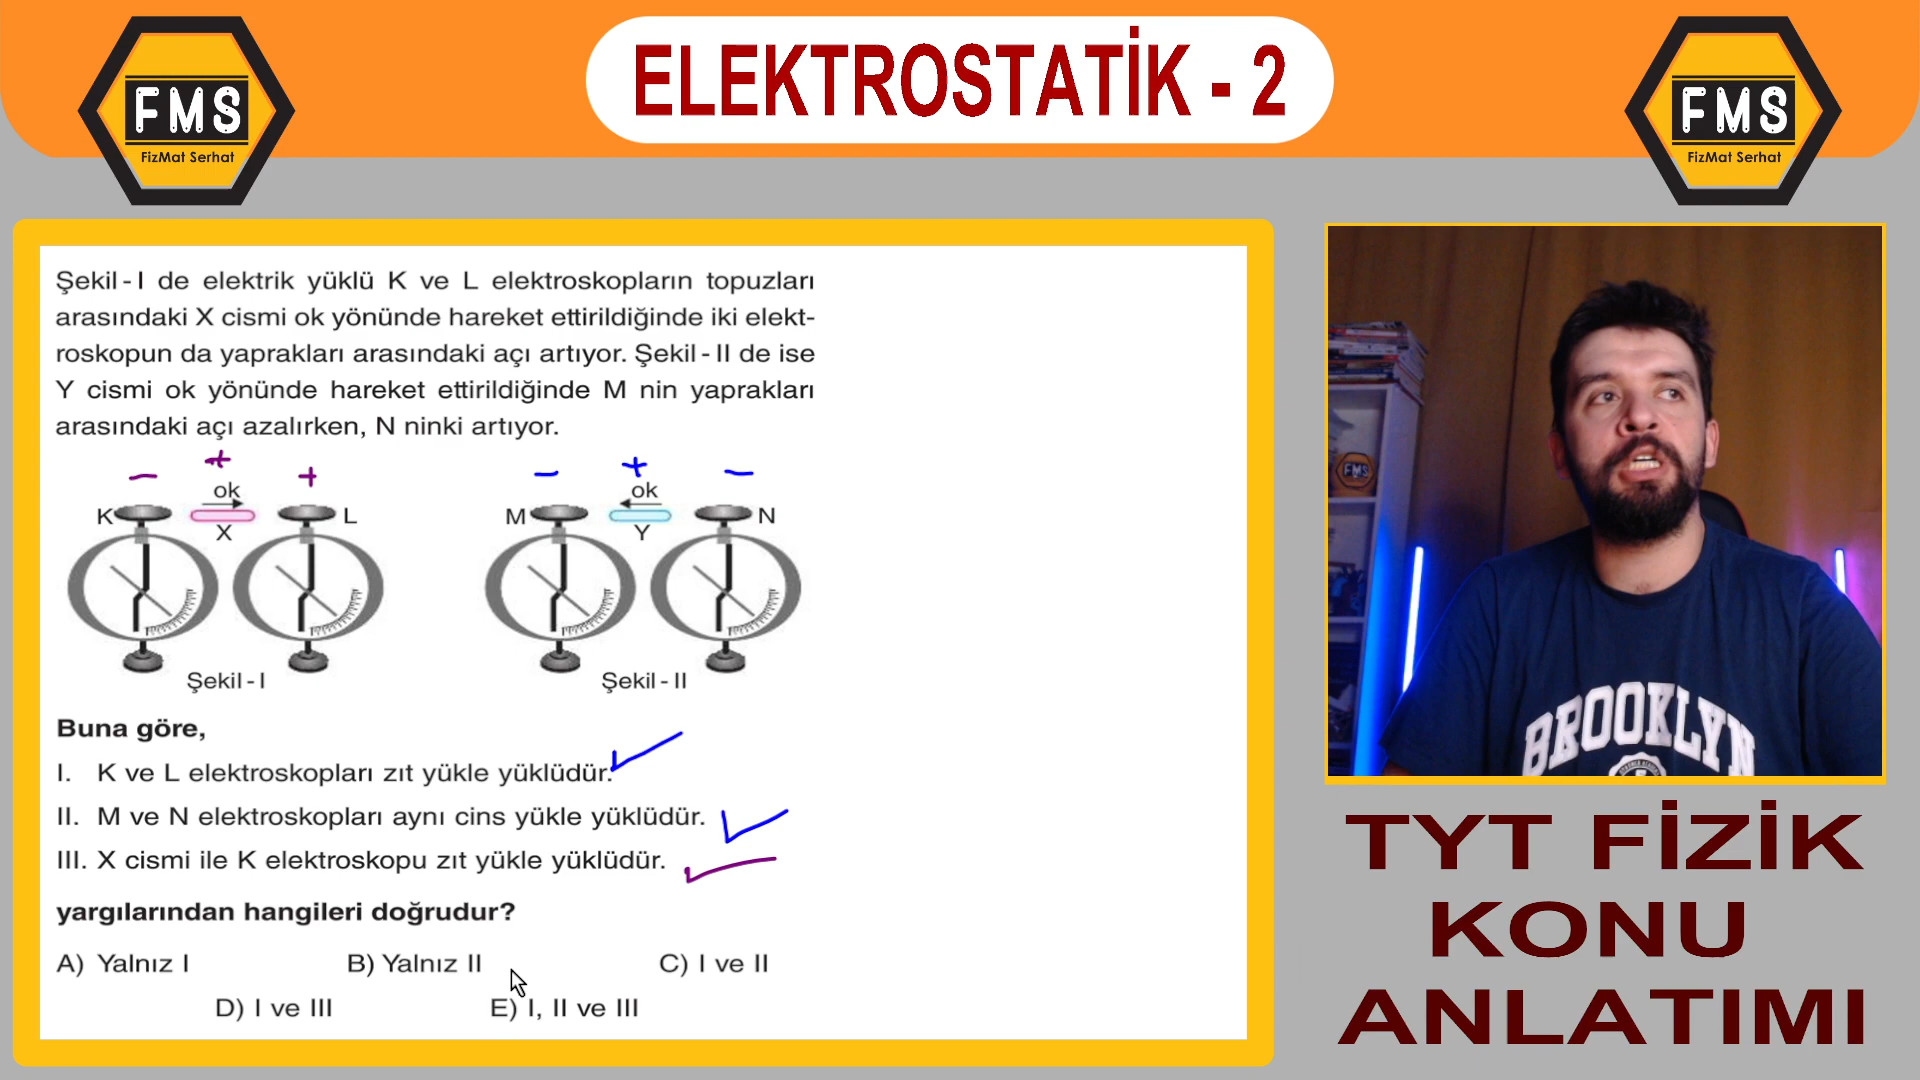 ELEKTROSTATİK - 2
FMS
FizMat Serhat
FMS
FizMat Serhat
Şekil - I de elektrik yüklü K ve L elektroskopların topuzları
arasındaki X cismi ok yönünde hareket ettirildiğinde iki elekt-
roskopun da yaprakları arasındaki açı artıyor. Şekil - II de ise
Y cismi ok yönünde hareket ettirildiğinde M nin yaprakları
arasındaki açı azalırken, N ninki artıyor.
− + + − + −
ok ok
K X L M Y N
Şekil - I Şekil - II
Buna göre,
I. K ve L elektroskopları zıt yükle yüklüdür.
II. M ve N elektroskopları aynı cins yükle yüklüdür.
III. X cismi ile K elektroskopu zıt yükle yüklüdür.
yargılarından hangileri doğrudur?
A) Yalnız I B) Yalnız II C) I ve II
D) I ve III E) I, II ve III
FMS
BROOKLYN
TYT FİZİK
KONU
ANLATIMI